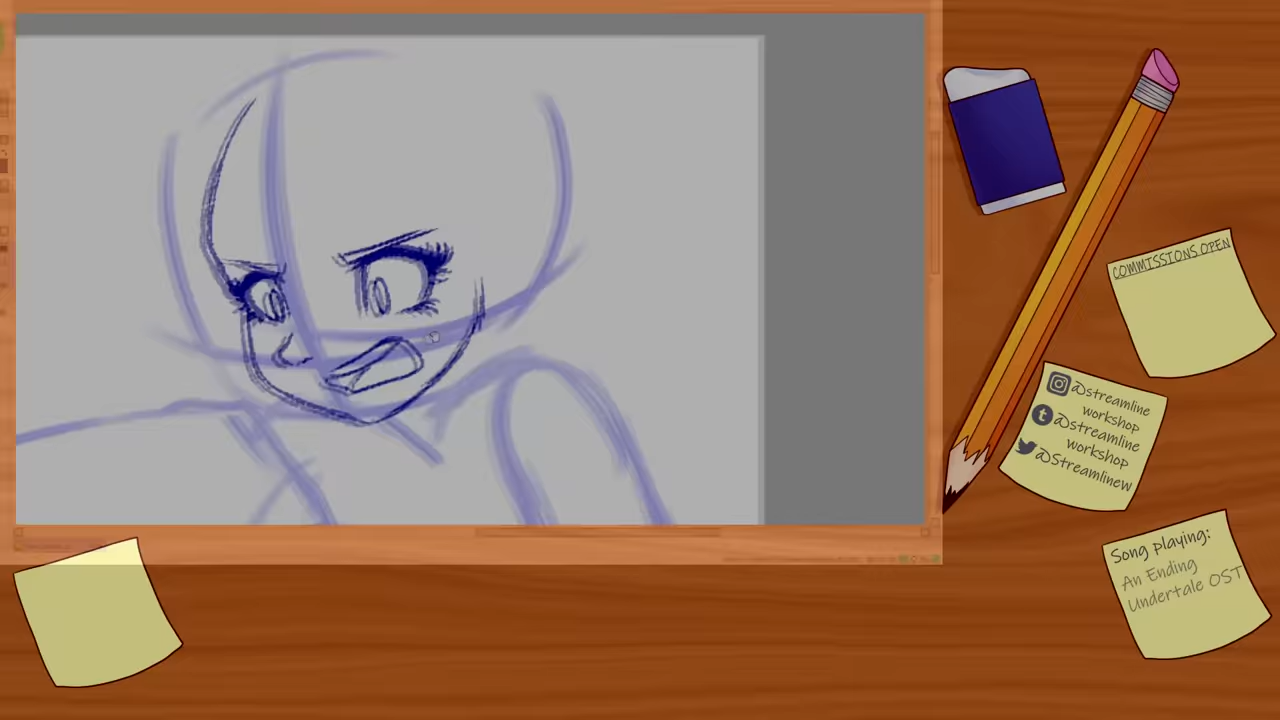 COMMISSIONS OPEN
@streamline
workshop
@streamline
workshop
@Streamlinew
Song playing:
An Ending
Undertale OST